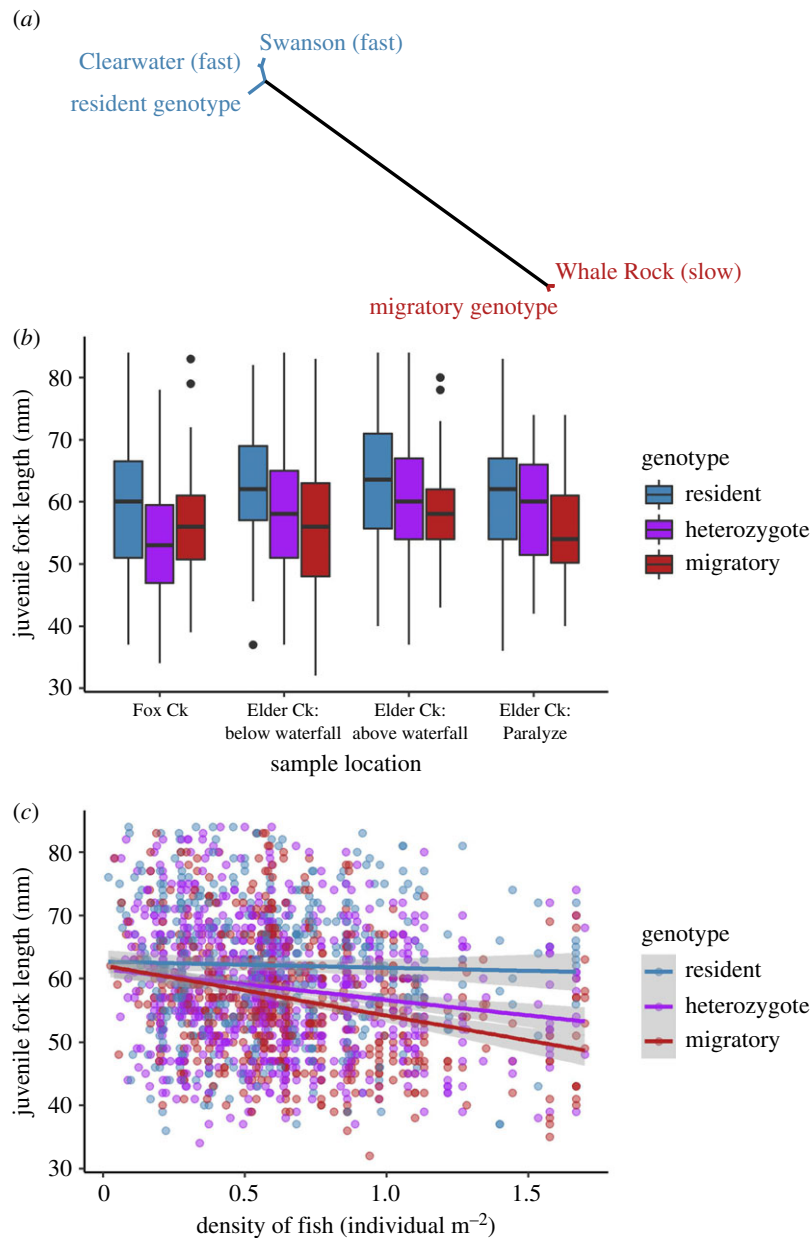 (a)
Swanson (fast)
Clearwater (fast)
resident genotype
Whale Rock (slow)
migratory genotype
(b)
80
70
60
50
40
30
juvenile fork length (mm)
Fox Ck
Elder Ck:
below waterfall
Elder Ck:
above waterfall
Elder Ck:
Paralyze
sample location
genotype
resident
heterozygote
migratory
(c)
80
70
60
50
40
30
juvenile fork length (mm)
0
0.5
1.0
1.5
density of fish (individual m⁻²)
genotype
resident
heterozygote
migratory